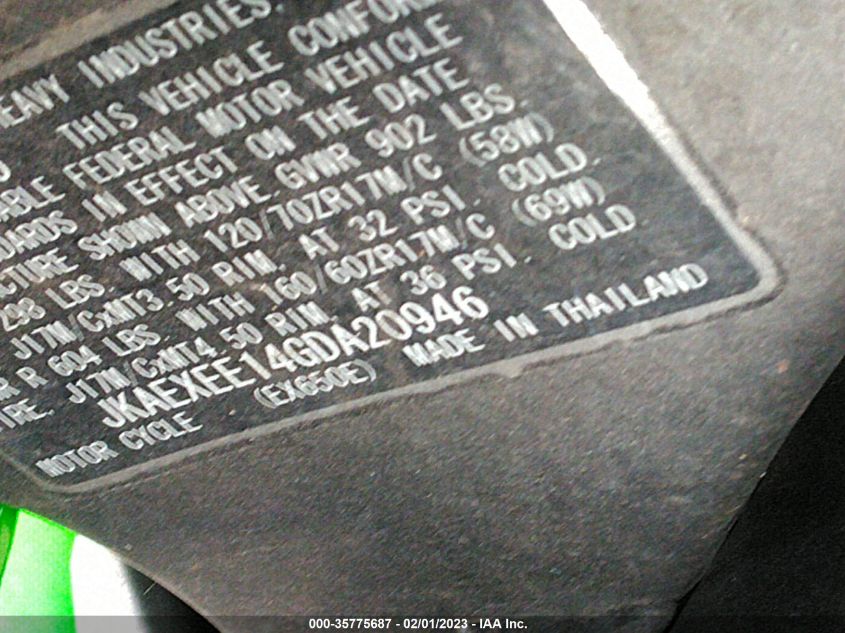 HEAVY INDUSTRIES.
THIS VEHICLE CONFORM
ABLE FEDERAL MOTOR VEHICLE
DARDS IN EFFECT ON THE DATE
CTURE SHOWN ABOVE. GVWR 902 LBS.
298 LBS. WITH 120/70ZR17M/C (58W)
J17M/CxMT3.50 RIM. AT 32 PSI. COLD.
R 604 LBS. WITH 160/60ZR17M/C (69W)
TIRE. J17M/CxMT4.50 RIM. AT 36 PSI. COLD.
JKAEXEE14GDA20946
MOTOR CYCLE (EX650E) MADE IN THAILAND
000-35775687 - 02/01/2023 - IAA Inc.